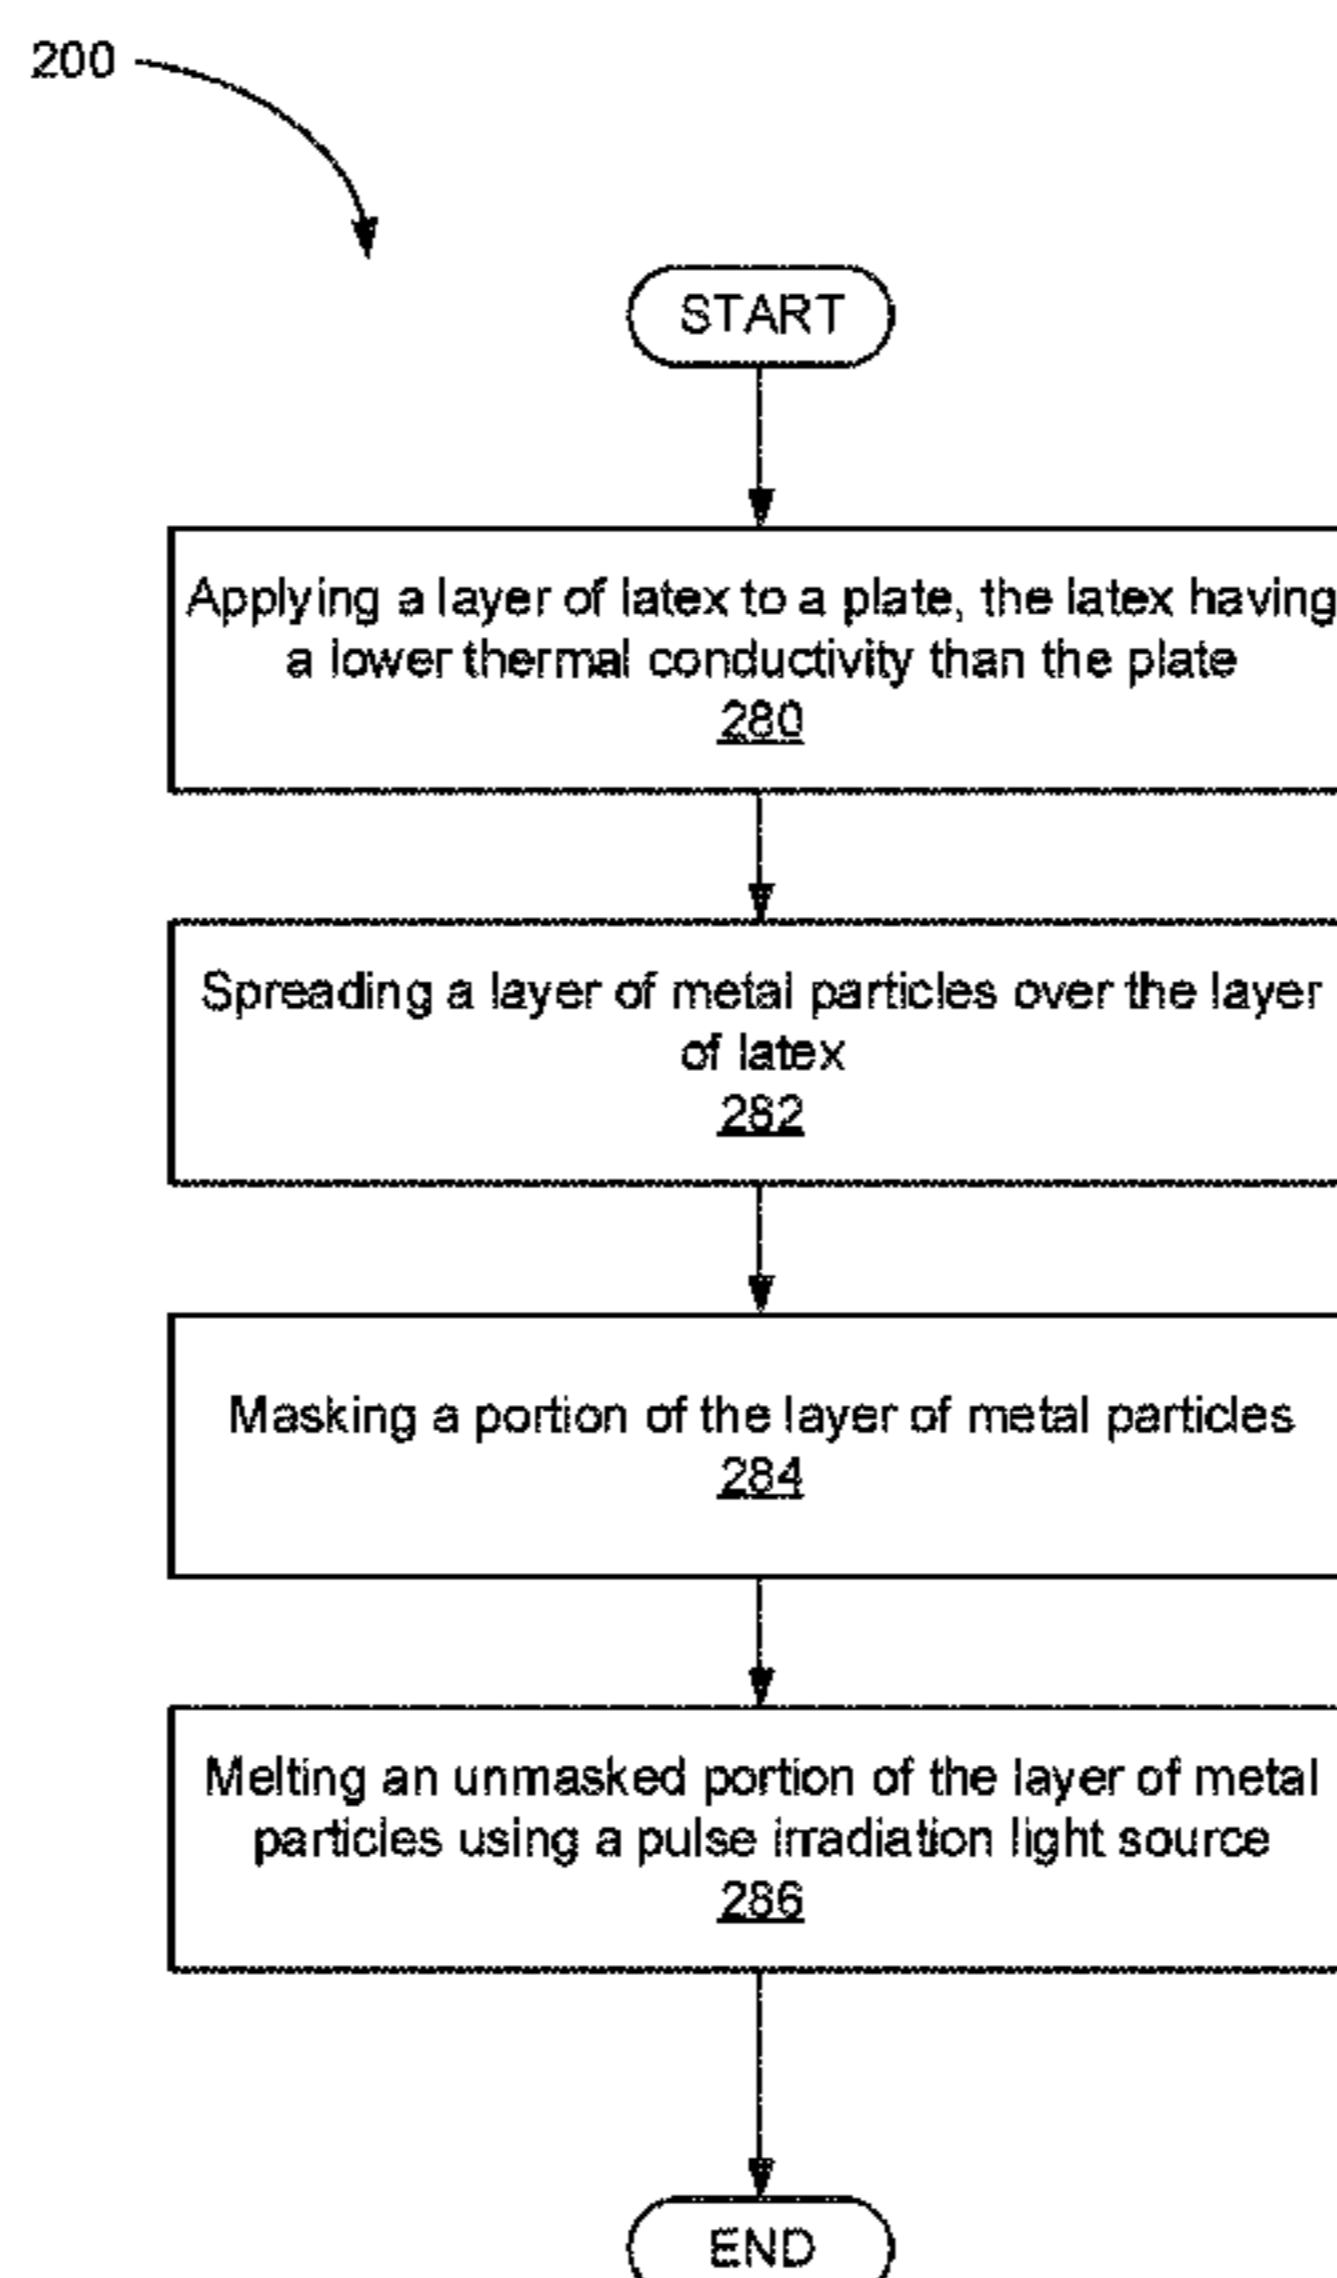 200
START
Applying a layer of latex to a plate, the latex having
a lower thermal conductivity than the plate
280
Spreading a layer of metal particles over the layer
of latex
282
Masking a portion of the layer of metal particles
284
Melting an unmasked portion of the layer of metal
particles using a pulse irradiation light source
286
END